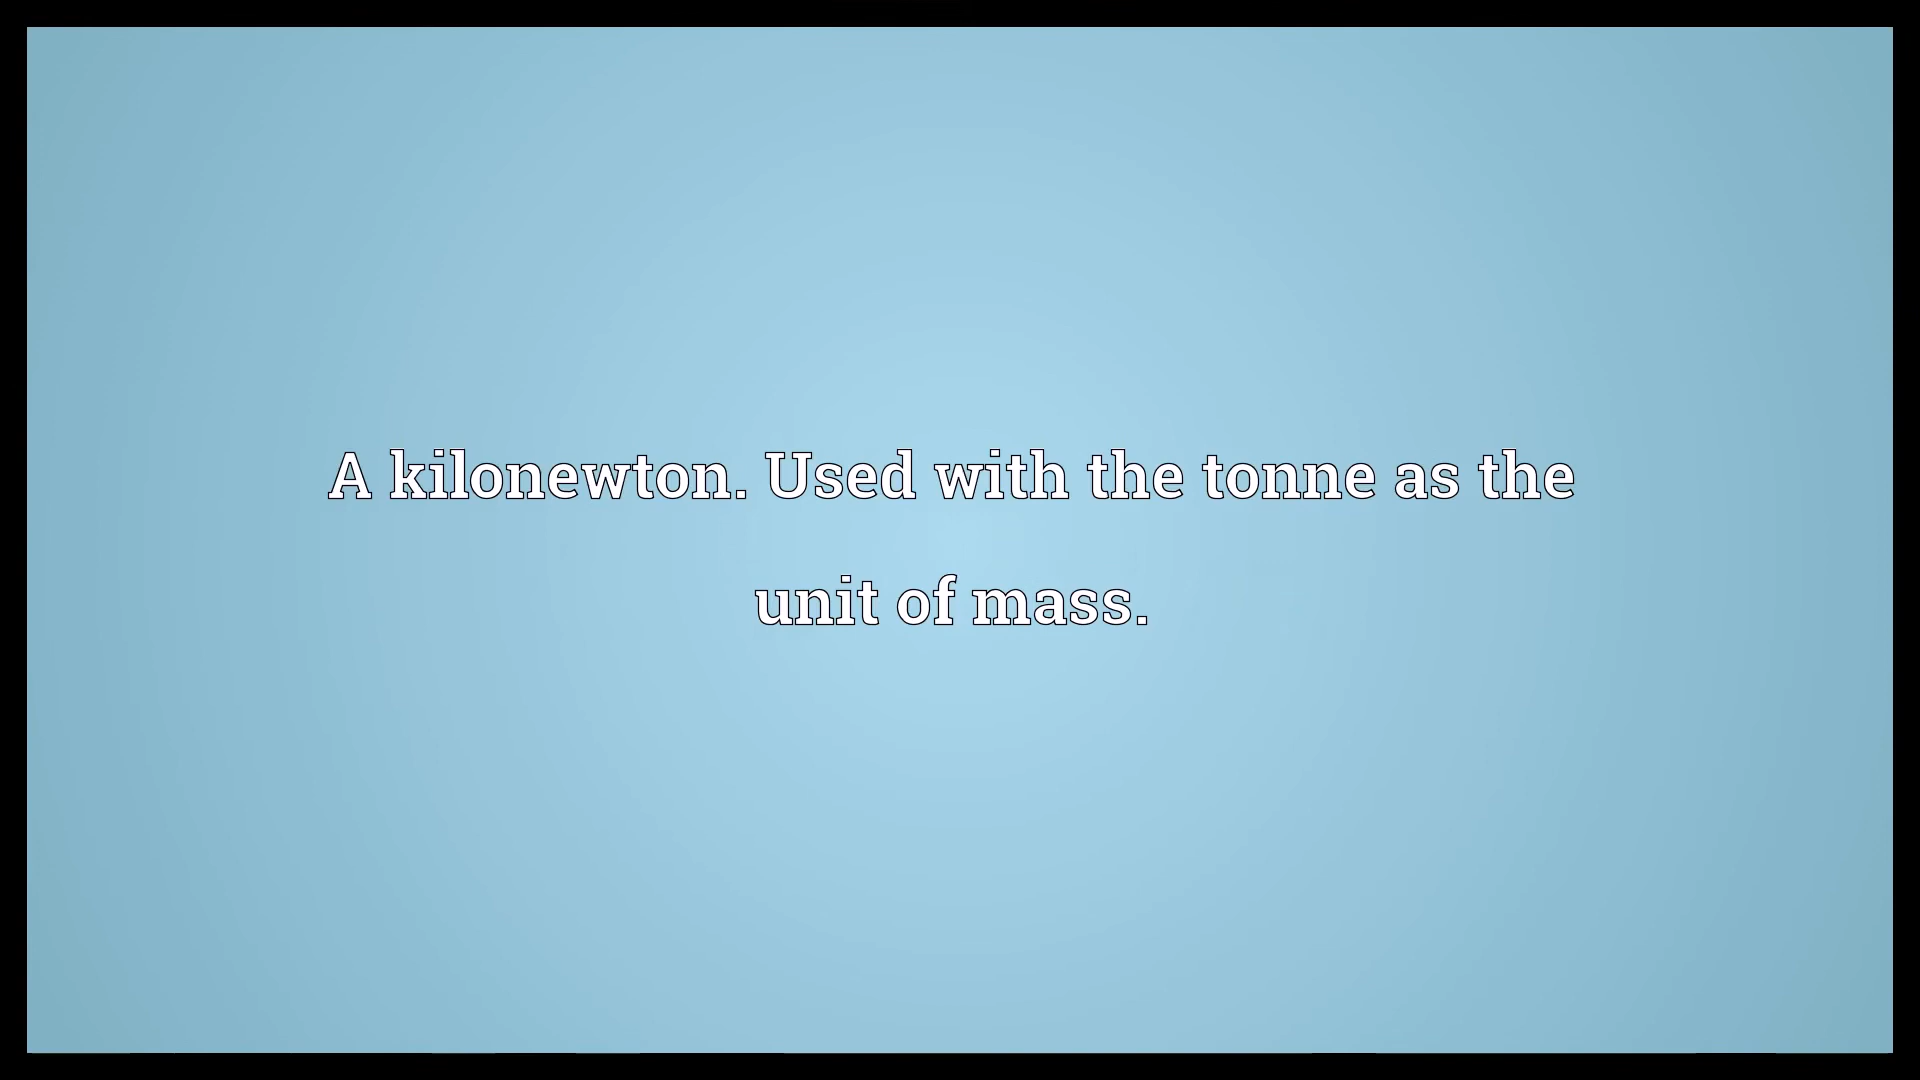 A kilonewton. Used with the tonne as the
unit of mass.